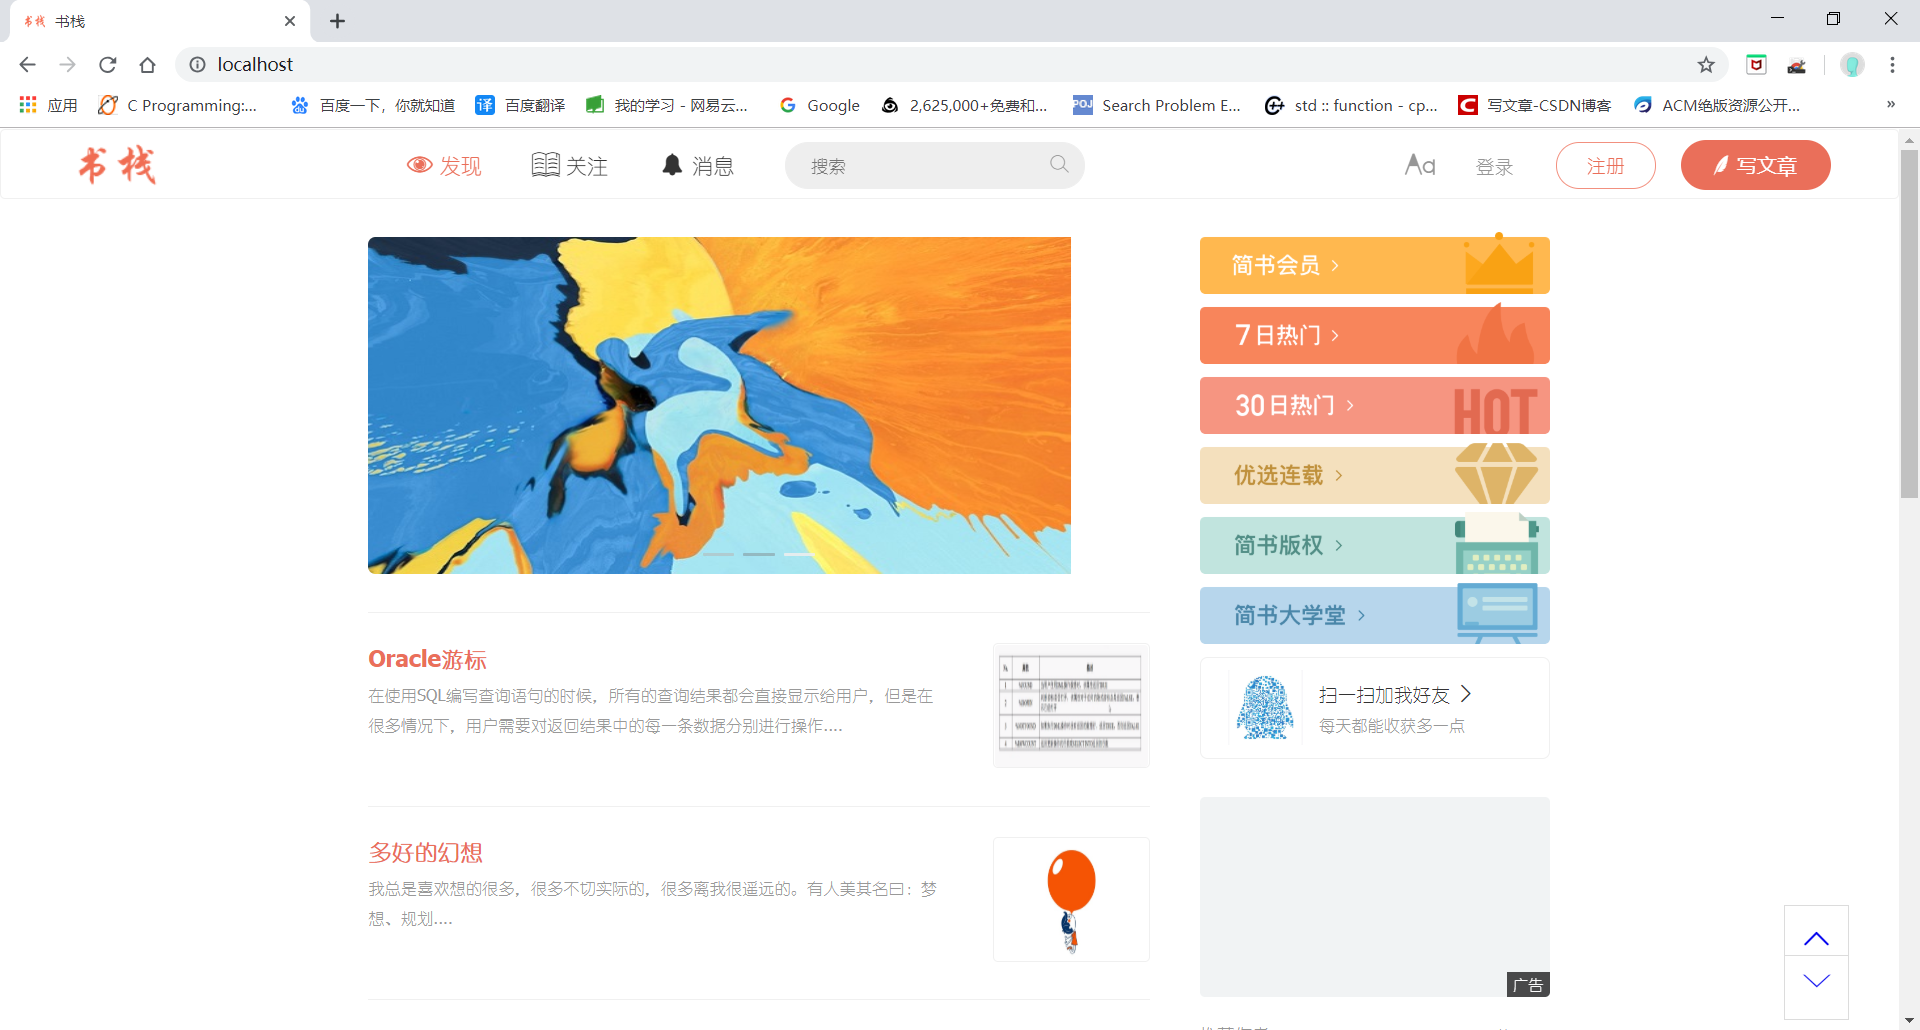 书栈
localhost
应用
C Programming:...
百度一下，你就知道
译 百度翻译
我的学习 - 网易云...
Google
2,625,000+免费和...
POJ Search Problem E...
std :: function - cp...
写文章-CSDN博客
ACM绝版资源公开...
»
书栈
发现
关注
消息
搜索
Aa
登录
注册
写文章
简书会员
7日热门
30日热门
HOT
优选连载
简书版权
简书大学堂
扫一扫加我好友
每天都能收获多一点
Oracle游标
在使用SQL编写查询语句的时候，所有的查询结果都会直接显示给用户，但是在
很多情况下，用户需要对返回结果中的每一条数据分别进行操作....
多好的幻想
我总是喜欢想的很多，很多不切实际的，很多离我很遥远的。有人美其名曰：梦
想、规划....
广告